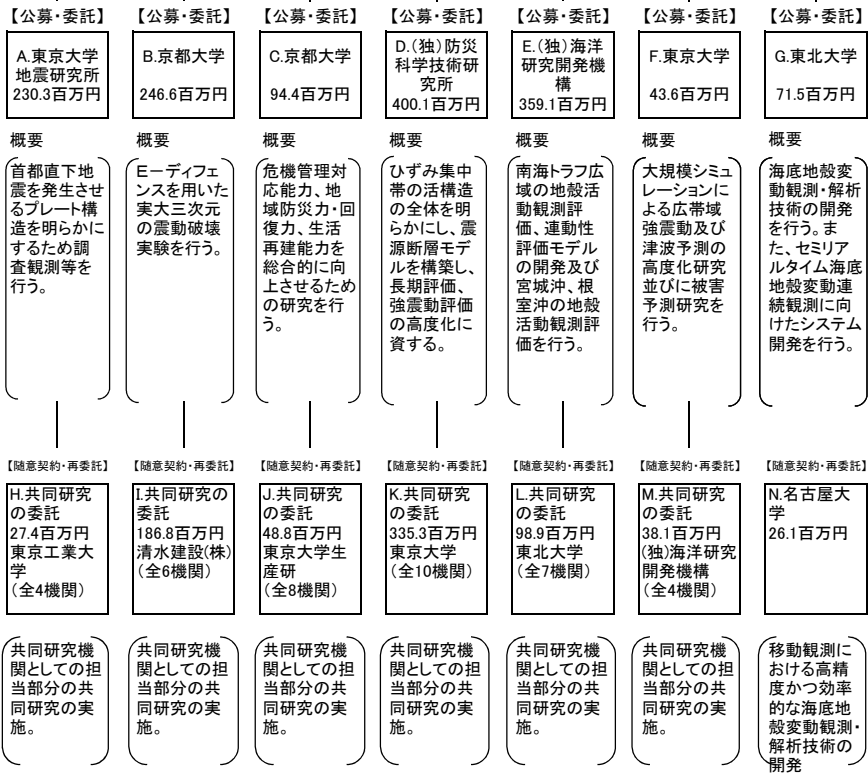 【公募・委託】
【公募・委託】
【公募・委託】
【公募・委託】
【公募・委託】
【公募・委託】
【公募・委託】
A.東京大学
地震研究所
230.3百万円
B.京都大学
246.6百万円
C.京都大学
94.4百万円
D.(独)防災
科学技術研
究所
400.1百万円
E.(独)海洋
研究開発機
構
359.1百万円
F.東京大学
43.6百万円
G.東北大学
71.5百万円
概要
概要
概要
概要
概要
概要
概要
首都直下地
震を発生させ
るプレート構
造を明らかに
するため調
査観測等を
行う。
E－ディフェ
ンスを用いた
実大三次元
の震動破壊
実験を行う。
危機管理対
応能力、地
域防災力・回
復力、生活
再建能力を
総合的に向
上させるため
の研究を行
う。
ひずみ集中
帯の活構造
の全体を明
らかにし、震
源断層モデ
ルを構築し、
長期評価、
強震動評価
の高度化に
資する。
南海トラフ広
域の地殻活
動観測評
価、連動性
評価モデル
の開発及び
宮城沖、根
室沖の地殻
活動観測評
価を行う。
大規模シミュ
レーションに
よる広帯域
強震動及び
津波予測の
高度化研究
並びに被害
予測研究を
行う。
海底地殻変
動観測・解析
技術の開発
を行う。ま
た、セミリア
ルタイム海底
地殻変動連
続観測に向
けたシステム
開発を行う。
【随意契約・再委託】
【随意契約・再委託】
【随意契約・再委託】
【随意契約・再委託】
【随意契約・再委託】
【随意契約・再委託】
【随意契約・再委託】
H.共同研究
の委託
27.4百万円
東京工業大
学
(全4機関)
I.共同研究の
委託
186.8百万円
清水建設(株)
(全6機関)
J.共同研究
の委託
48.8百万円
東京大学生
産研
(全8機関)
K.共同研究
の委託
335.3百万円
東京大学
(全10機関)
L.共同研究
の委託
98.9百万円
東北大学
(全7機関)
M.共同研究
の委託
38.1百万円
(独)海洋研究
開発機構
(全4機関)
N.名古屋大
学
26.1百万円
共同研究機
関としての担
当部分の共
同研究の実
施。
共同研究機
関としての担
当部分の共
同研究の実
施。
共同研究機
関としての担
当部分の共
同研究の実
施。
共同研究機
関としての担
当部分の共
同研究の実
施。
共同研究機
関としての担
当部分の共
同研究の実
施。
共同研究機
関としての担
当部分の共
同研究の実
施。
移動観測に
おける高精
度かつ効率
的な海底地
殻変動観測・
解析技術の
開発